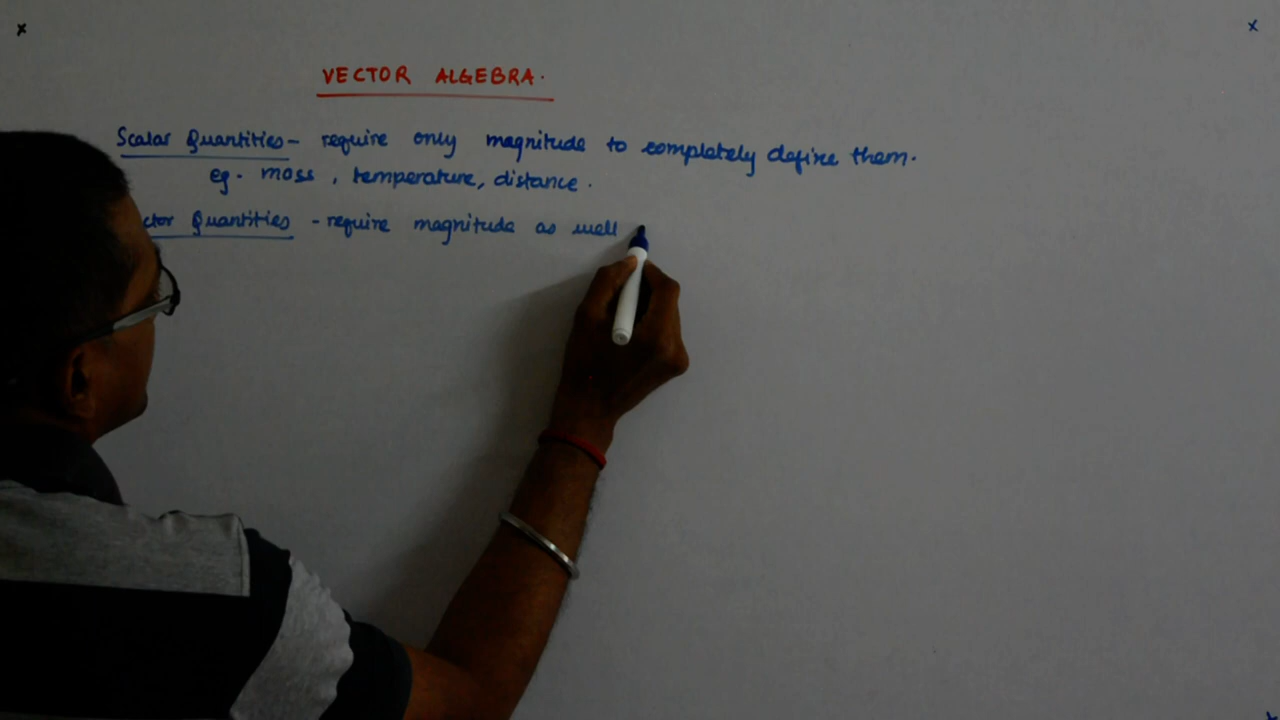 VECTOR ALGEBRA.
Scalar Quantities - require only magnitude to completely define them.
eg. mass, temperature, distance.
ctor Quantities - require magnitude as well